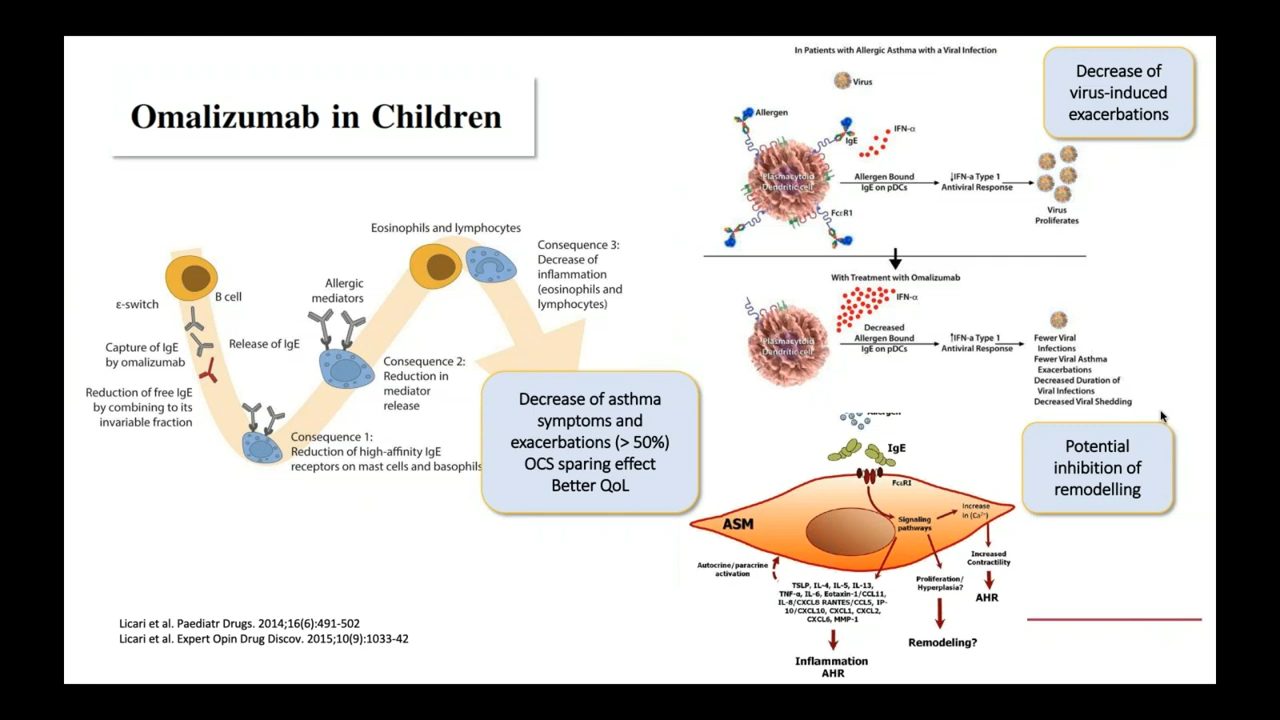 Omalizumab in Children
Eosinophils and lymphocytes
ε-switch
B cell
Capture of IgE
by omalizumab
Release of IgE
Reduction of free IgE
by combining to its
invariable fraction
Allergic
mediators
Consequence 1:
Reduction of high-affinity IgE
receptors on mast cells and basophils
Consequence 2:
Reduction in
mediator
release
Consequence 3:
Decrease of
inflammation
(eosinophils and
lymphocytes)
Decrease of asthma
symptoms and
exacerbations (> 50%)
OCS sparing effect
Better QoL
Licari et al. Paediatr Drugs. 2014;16(6):491-502
Licari et al. Expert Opin Drug Discov. 2015;10(9):1033-42
In Patients with Allergic Asthma with a Viral Infection
Virus
Allergen
IgE
IFN-α
Plasmacytoid
Dendritic cell
FcεR1
Allergen Bound
IgE on pDCs
↓IFN-a Type 1
Antiviral Response
Virus
Proliferates
Decrease of
virus-induced
exacerbations
With Treatment with Omalizumab
IFN-α
Plasmacytoid
Dendritic cell
Decreased
Allergen Bound
IgE on pDCs
↑IFN-a Type 1
Antiviral Response
Fewer Viral
Infections
Fewer Viral Asthma
Exacerbations
Decreased Duration of
Viral Infections
Decreased Viral Shedding
Potential
inhibition of
remodelling
Allergen
IgE
FcεRI
ASM
Signaling
pathways
Increase
in (Ca²⁺)
Increased
Contractility
AHR
Autocrine/paracrine
activation
TSLP, IL-4, IL-5, IL-13,
TNF-α, IL-6, Eotaxin-1/CCL11,
IL-8/CXCL8 RANTES/CCL5, IP-
10/CXCL10, CXCL1, CXCL2,
CXCL6, MMP-1
Proliferation/
Hyperplasia?
Remodeling?
Inflammation
AHR